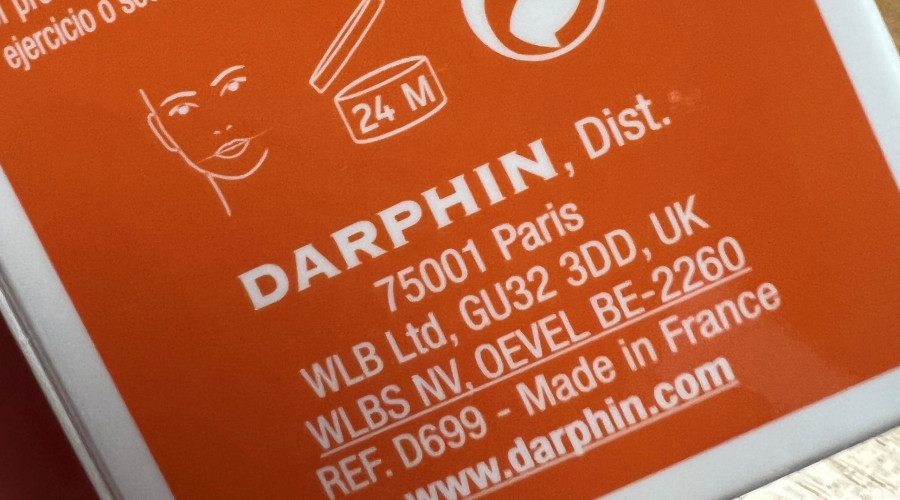 ejercicio o
24 M
DARPHIN, Dist.
75001 Paris
WLB Ltd, GU32 3DD, UK
WLBS NV, OEVEL BE-2260
REF. D699 - Made in France
www.darphin.com